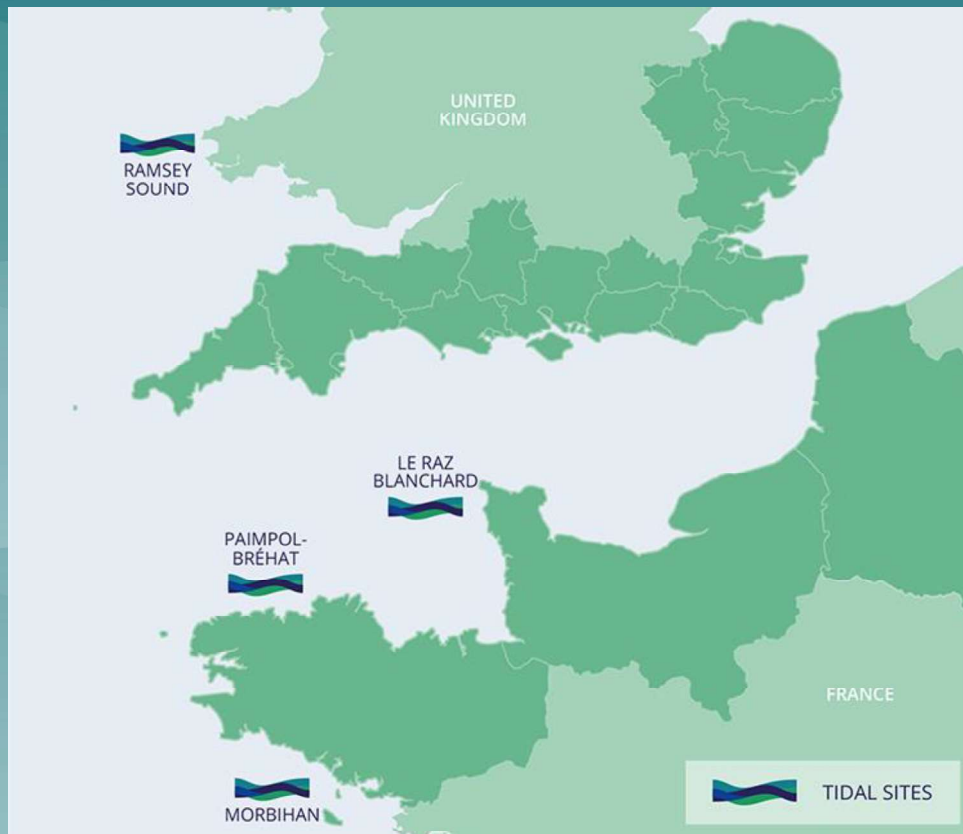 UNITED
KINGDOM
RAMSEY
SOUND
LE RAZ
BLANCHARD
PAIMPOL-
BRÉHAT
FRANCE
MORBIHAN
TIDAL SITES